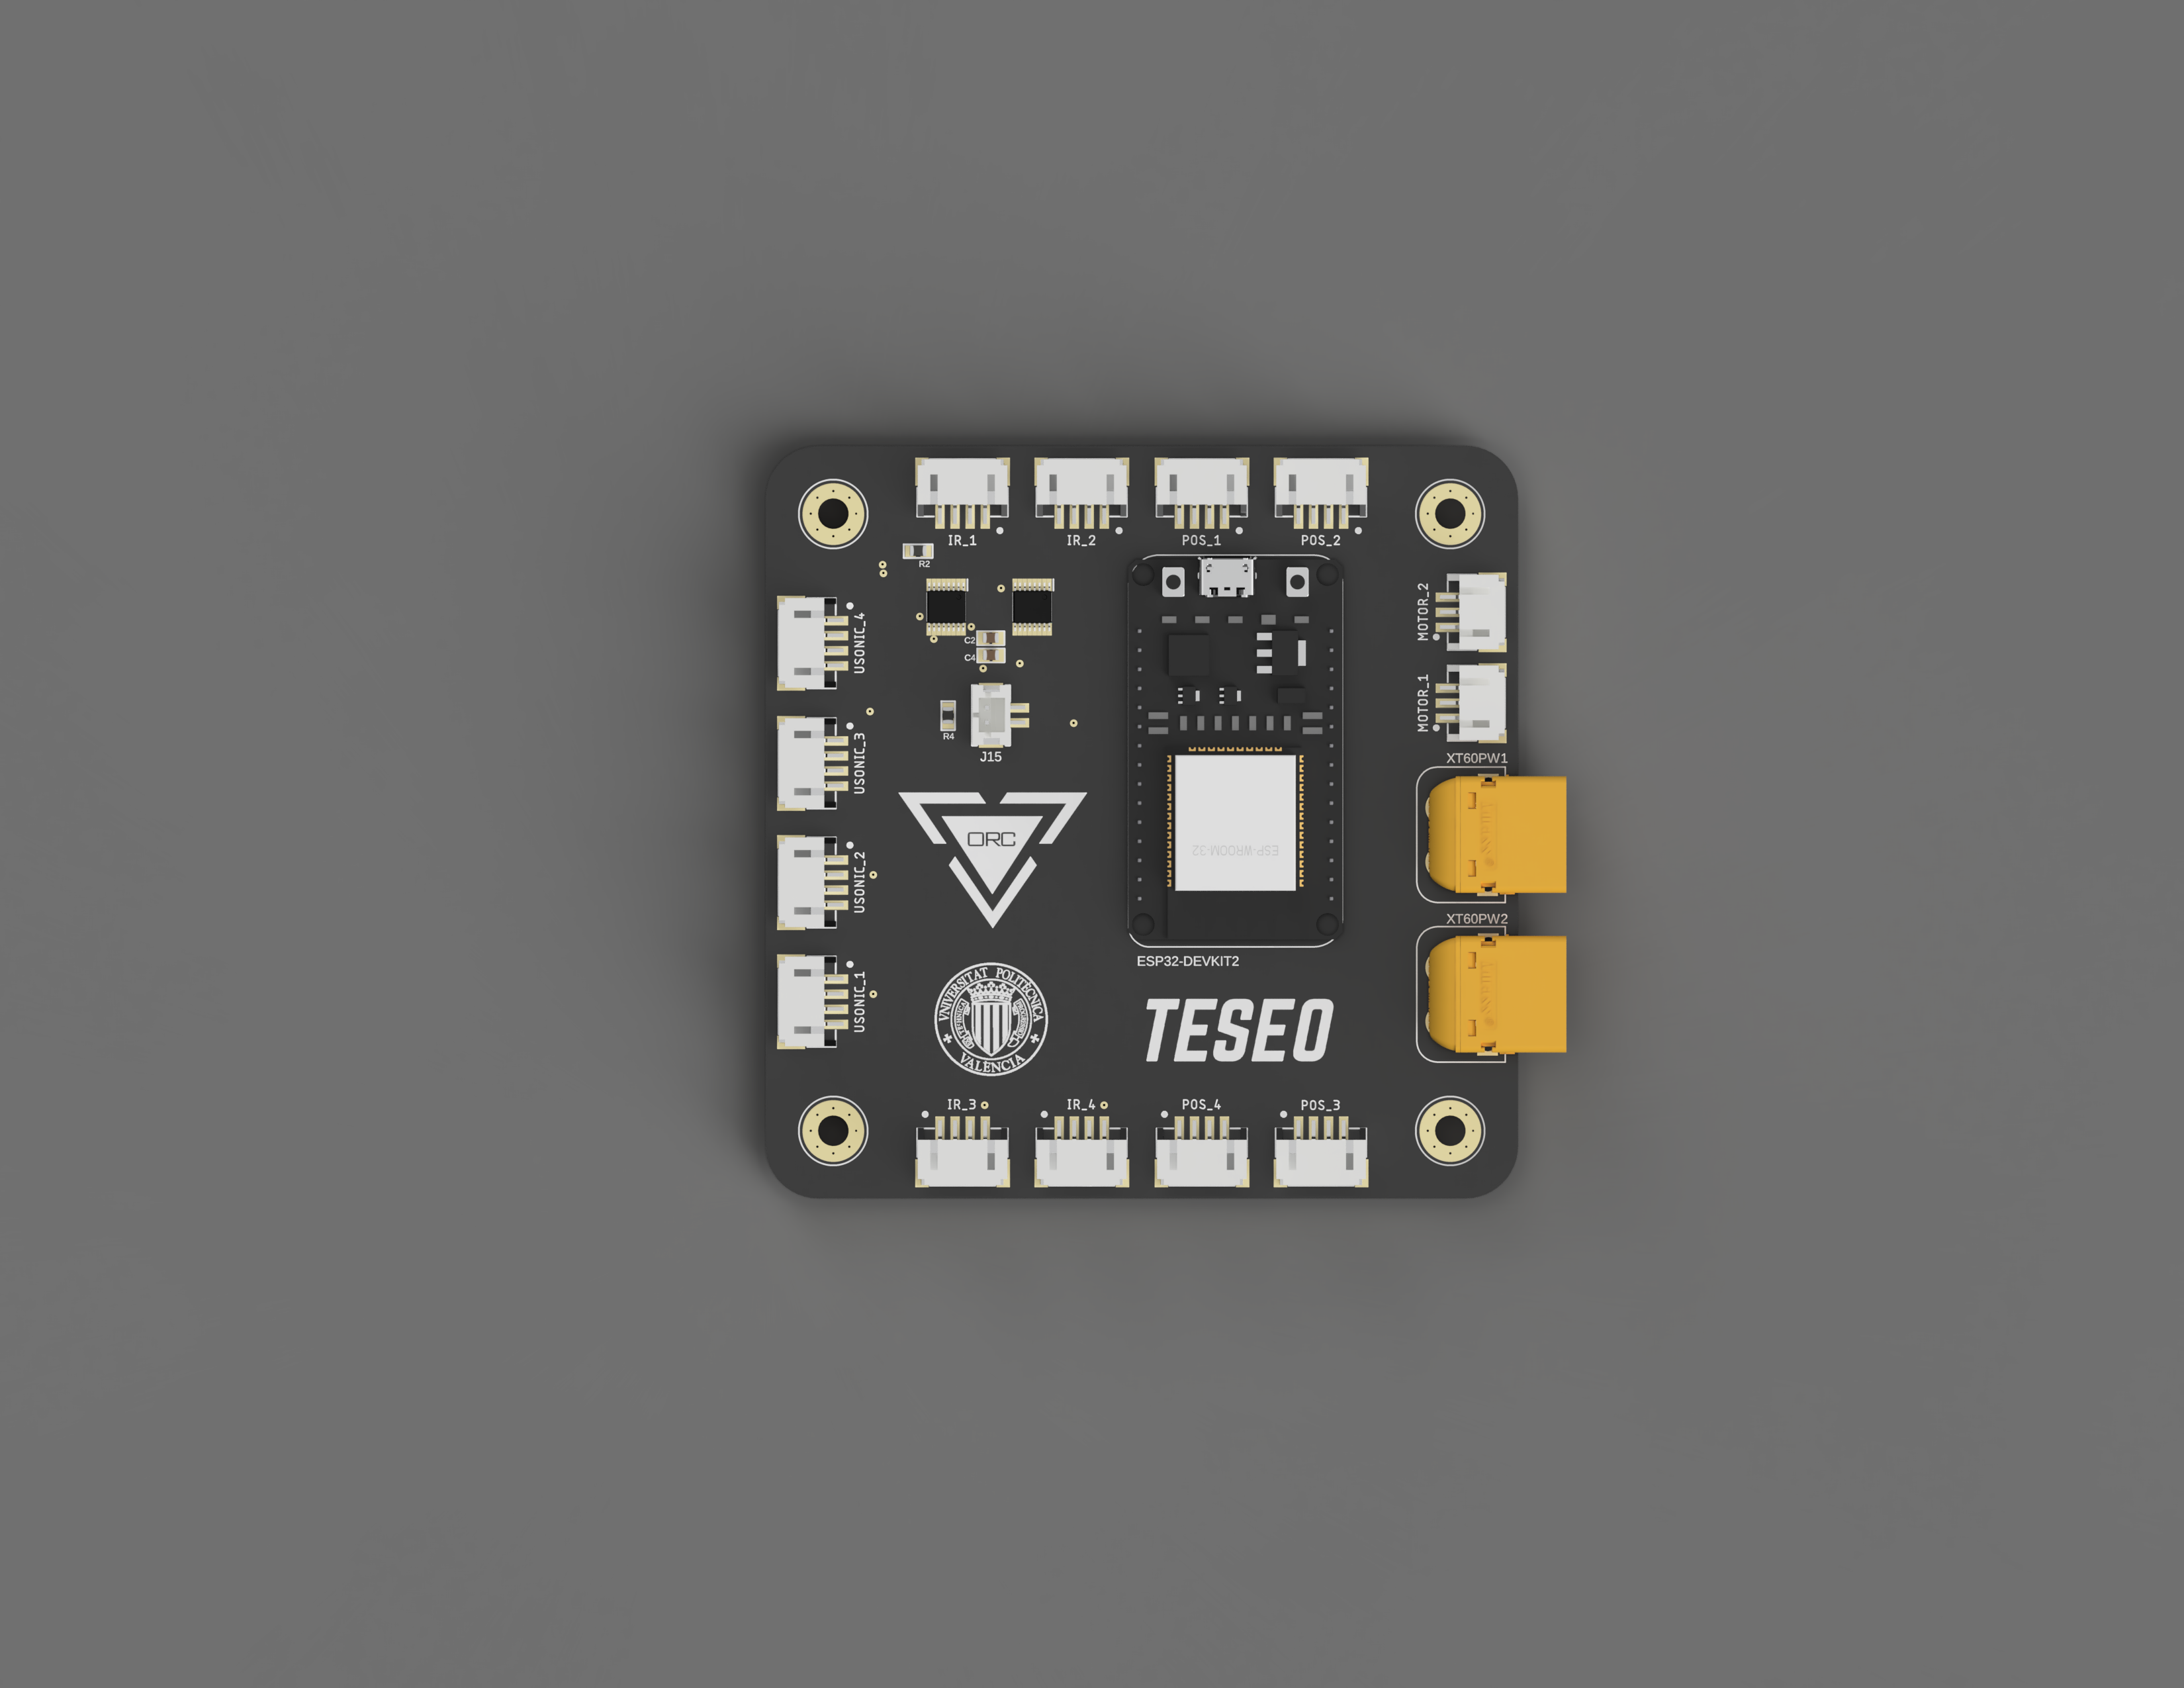 IR_1
IR_2
POS_1
POS_2
R2
MOTOR_2
USONIC_4
C2
C4
MOTOR_1
R4
J15
USONIC_3
XT60PW1
ORC
ESP-WROOM-32
USONIC_2
XT60PW2
ESP32-DEVKIT2
USONIC_1
VNIVERSITAT POLITECNICA
VALENCIA
TESEO
IR_3
IR_4
POS_4
POS_3